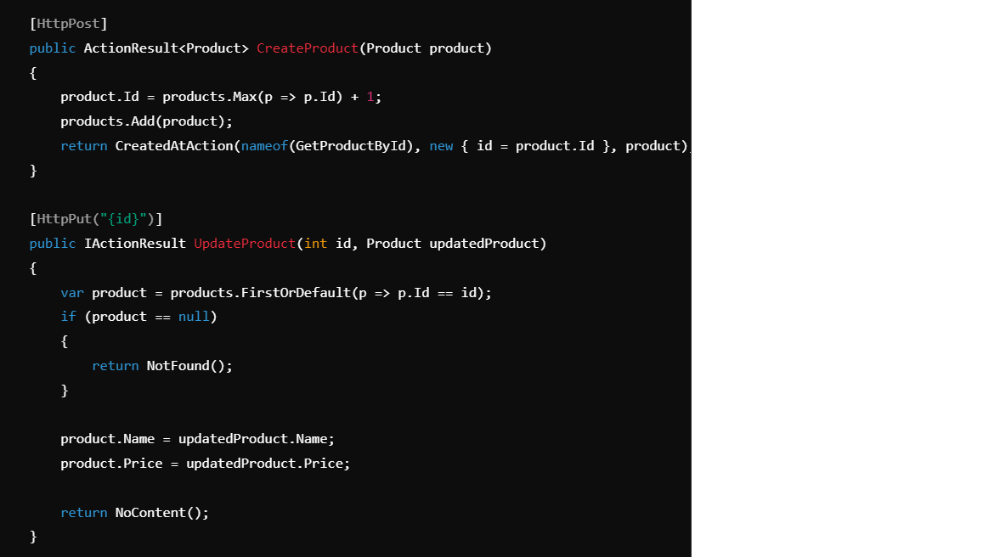 [HttpPost]
public ActionResult<Product> CreateProduct(Product product)
{
    product.Id = products.Max(p => p.Id) + 1;
    products.Add(product);
    return CreatedAtAction(nameof(GetProductById), new { id = product.Id }, product)
}
[HttpPut("{id}")]
public IActionResult UpdateProduct(int id, Product updatedProduct)
{
    var product = products.FirstOrDefault(p => p.Id == id);
    if (product == null)
    {
        return NotFound();
    }
    product.Name = updatedProduct.Name;
    product.Price = updatedProduct.Price;
    return NoContent();
}